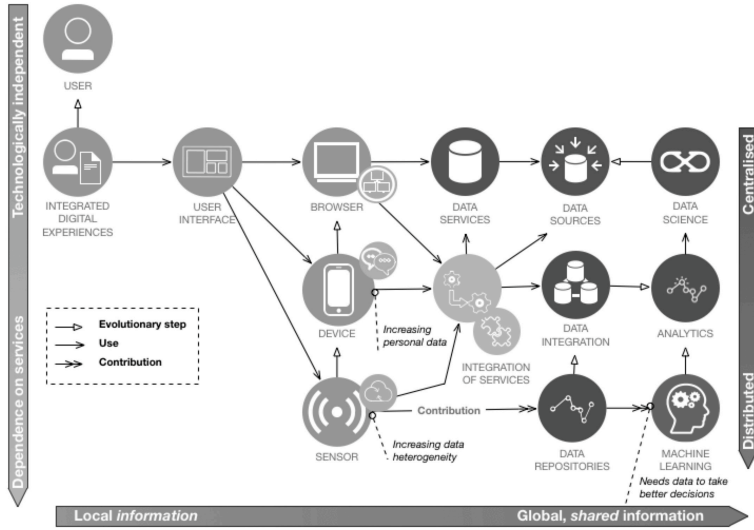 Technologically independent
Dependence on services
USER
INTEGRATED
DIGITAL
EXPERIENCES
USER
INTERFACE
BROWSER
DATA
SERVICES
DATA
SOURCES
DATA
SCIENCE
Centralised
Distributed
DEVICE
Increasing
personal data
INTEGRATION
OF SERVICES
DATA
INTEGRATION
ANALYTICS
Evolutionary step
Use
Contribution
SENSOR
Contribution
Increasing data
heterogeneity
DATA
REPOSITORIES
MACHINE
LEARNING
Needs data to take
better decisions
Local information
Global, shared information